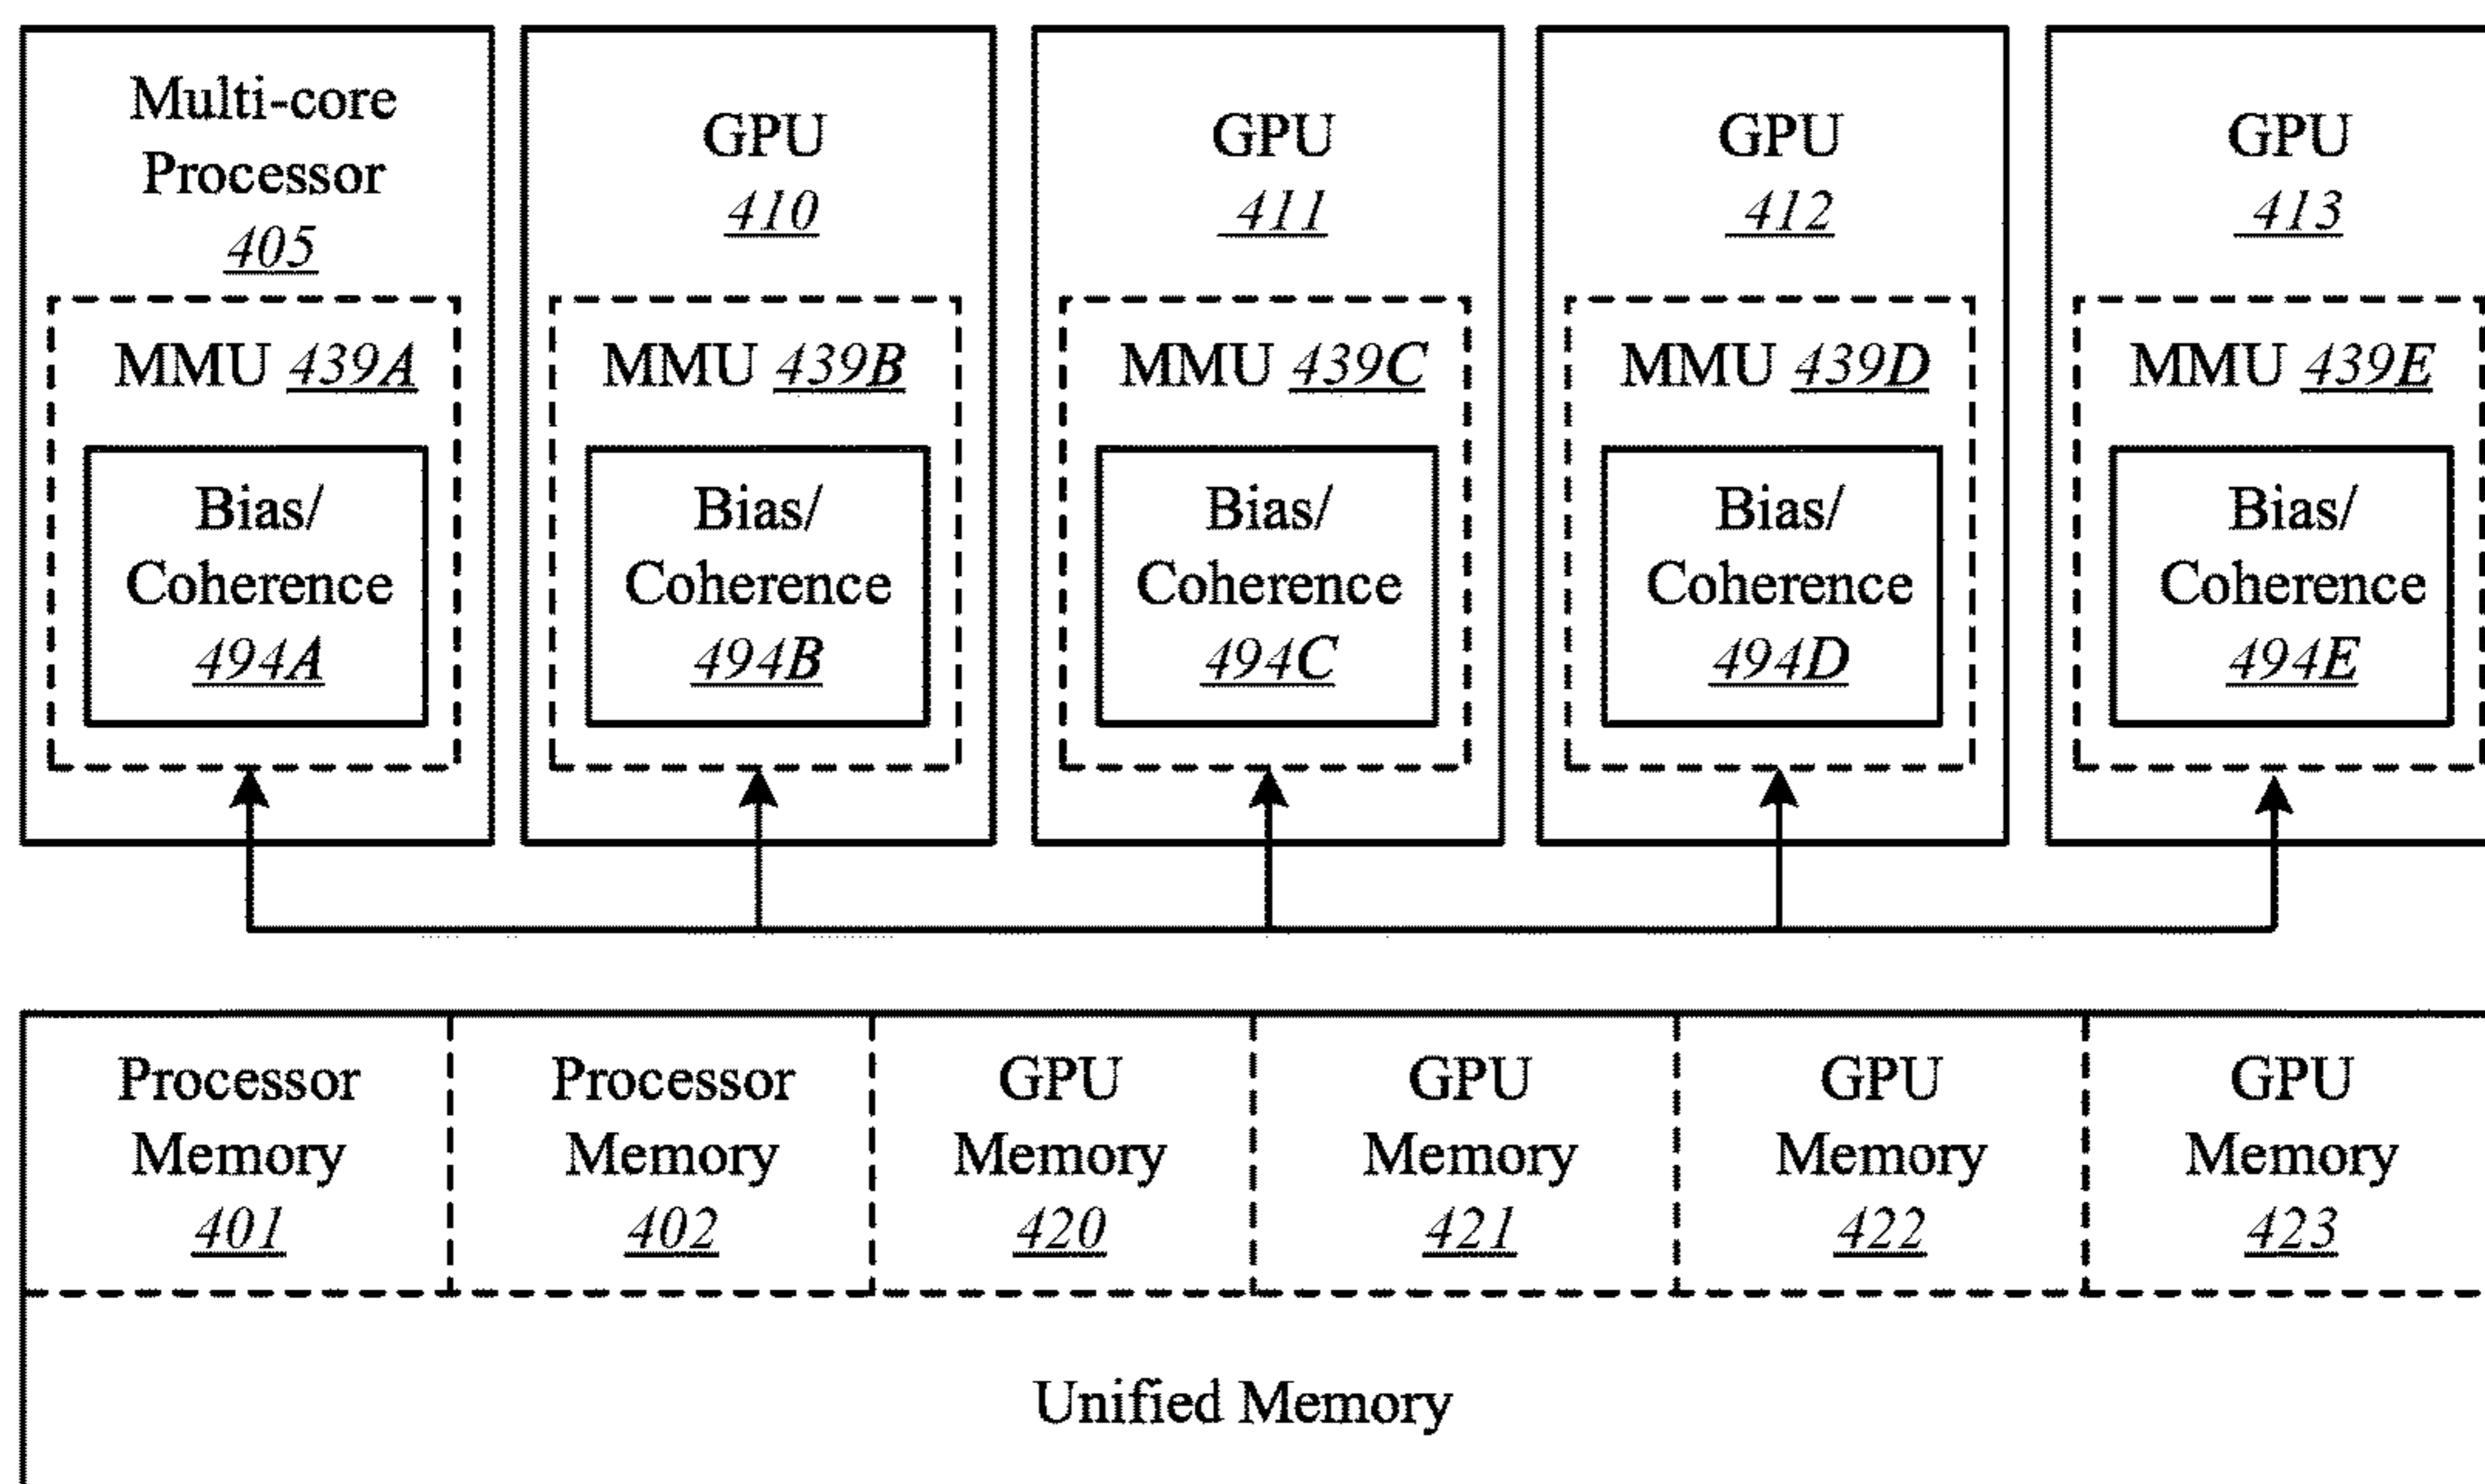 Multi-core
Processor
405
MMU 439A
Bias/
Coherence
494A
GPU
410
MMU 439B
Bias/
Coherence
494B
GPU
411
MMU 439C
Bias/
Coherence
494C
GPU
412
MMU 439D
Bias/
Coherence
494D
GPU
413
MMU 439E
Bias/
Coherence
494E
Processor
Memory
401
Processor
Memory
402
GPU
Memory
420
GPU
Memory
421
GPU
Memory
422
GPU
Memory
423
Unified Memory